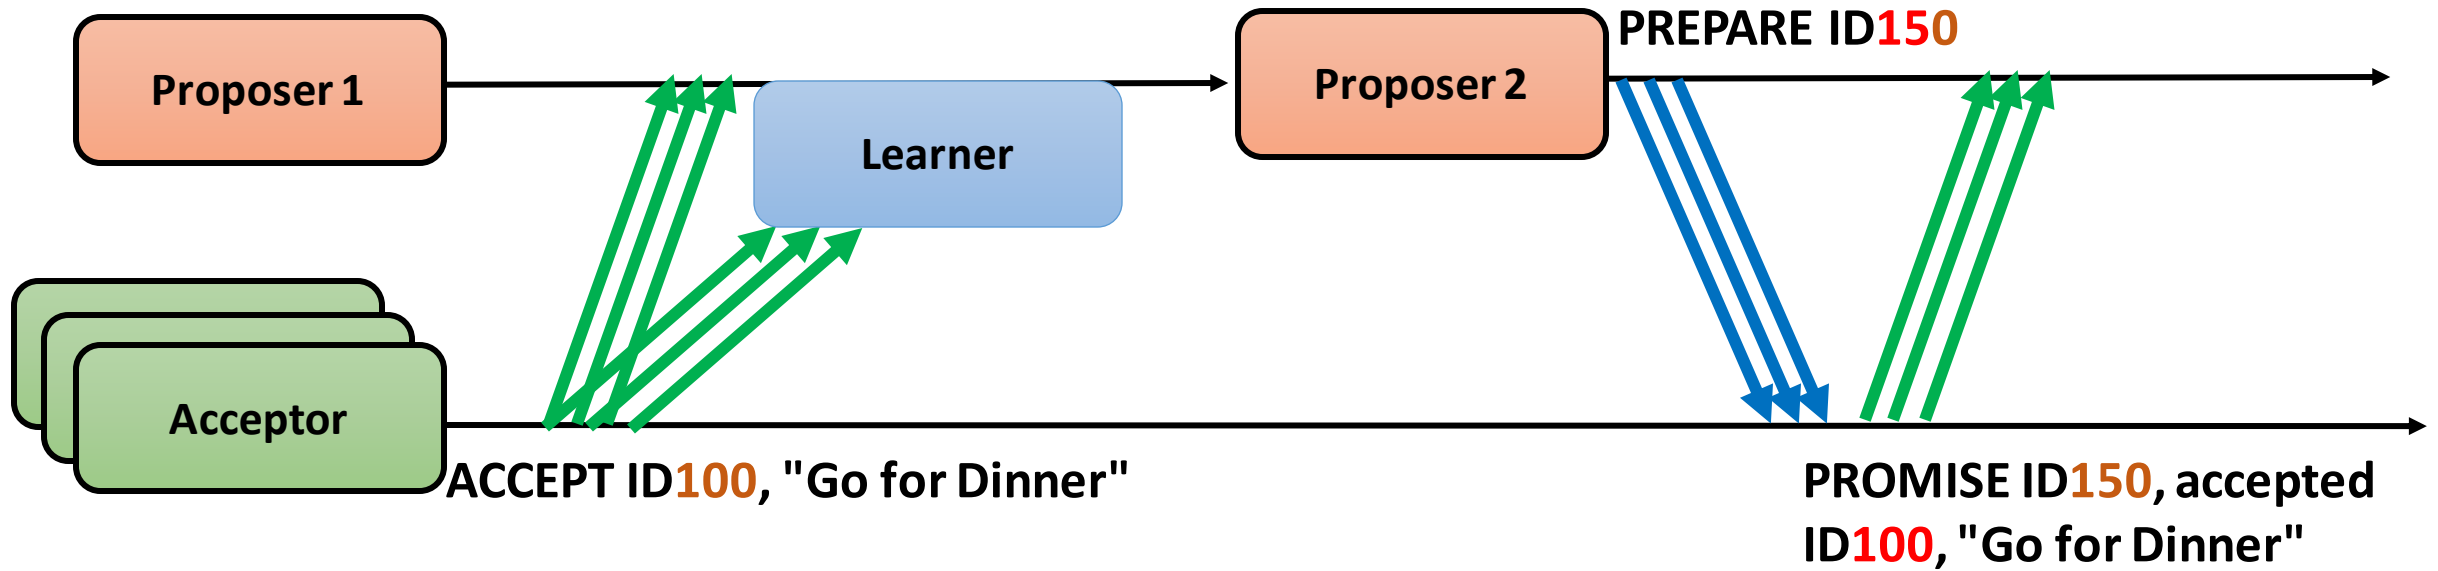 PREPARE ID150
Proposer 1
Proposer 2
Learner
Acceptor
ACCEPT ID100, "Go for Dinner"
PROMISE ID150, accepted
ID100, "Go for Dinner"